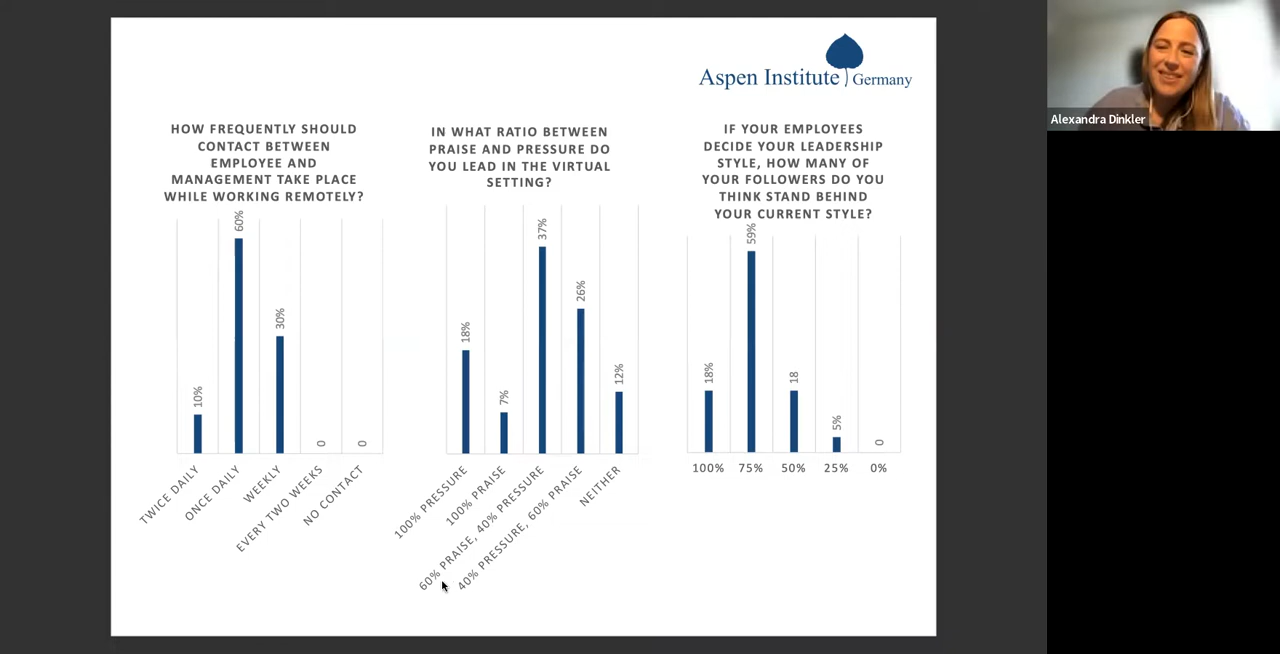 Aspen Institute Germany
Alexandra Dinkler
HOW FREQUENTLY SHOULD
CONTACT BETWEEN
EMPLOYEE AND
MANAGEMENT TAKE PLACE
WHILE WORKING REMOTELY?
10%
60%
30%
0
0
TWICE DAILY
ONCE DAILY
WEEKLY
EVERY TWO WEEKS
NO CONTACT
IN WHAT RATIO BETWEEN
PRAISE AND PRESSURE DO
YOU LEAD IN THE VIRTUAL
SETTING?
18%
7%
37%
26%
12%
100% PRESSURE
100% PRAISE
60% PRAISE, 40% PRESSURE
40% PRESSURE, 60% PRAISE
NEITHER
IF YOUR EMPLOYEES
DECIDE YOUR LEADERSHIP
STYLE, HOW MANY OF
YOUR FOLLOWERS DO YOU
THINK STAND BEHIND
YOUR CURRENT STYLE?
18%
59%
18
5%
0
100%
75%
50%
25%
0%